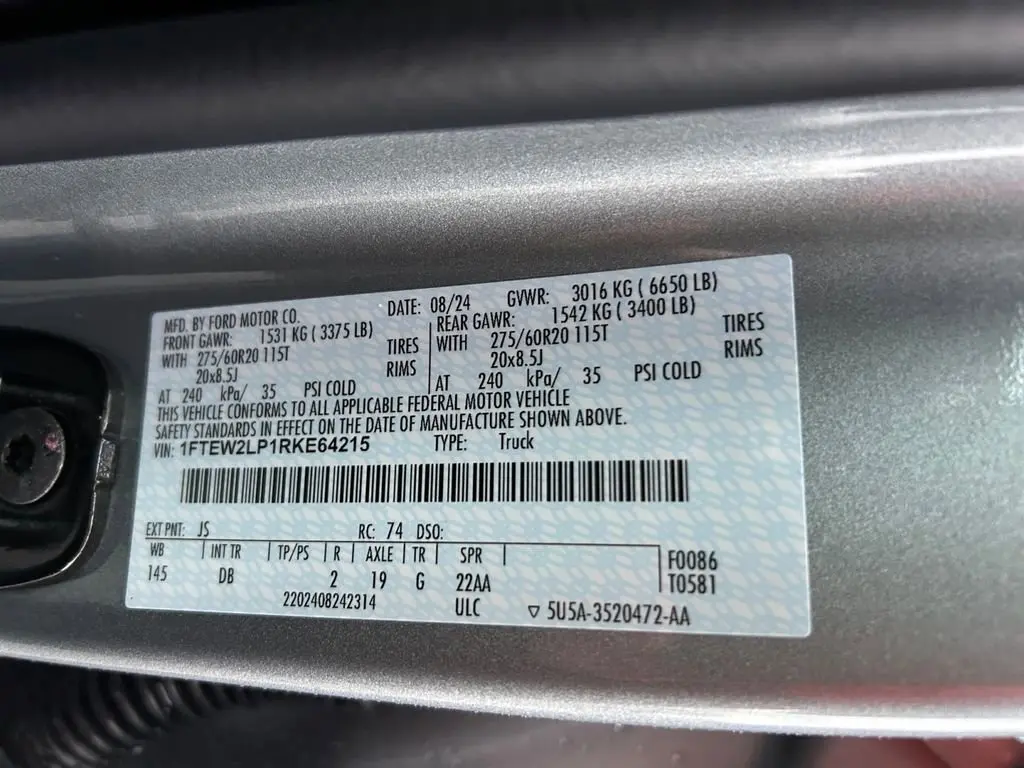 MFD. BY FORD MOTOR CO. DATE: 08/24 GVWR: 3016 KG ( 6650 LB)
FRONT GAWR: 1531 KG ( 3375 LB) REAR GAWR: 1542 KG ( 3400 LB)
WITH 275/60R20 115T TIRES WITH 275/60R20 115T TIRES
20x8.5J RIMS 20x8.5J RIMS
AT 240 kPa/ 35 PSI COLD AT 240 kPa/ 35 PSI COLD
THIS VEHICLE CONFORMS TO ALL APPLICABLE FEDERAL MOTOR VEHICLE
SAFETY STANDARDS IN EFFECT ON THE DATE OF MANUFACTURE SHOWN ABOVE.
VIN: 1FTEW2LP1RKE64215 TYPE: Truck
EXT PNT: JS RC: 74 DSO:
WB INT TR TP/PS R AXLE TR SPR F0086
145 DB 2 19 G 22AA T0581
2202408242314 ULC ▽ 5U5A-3520472-AA